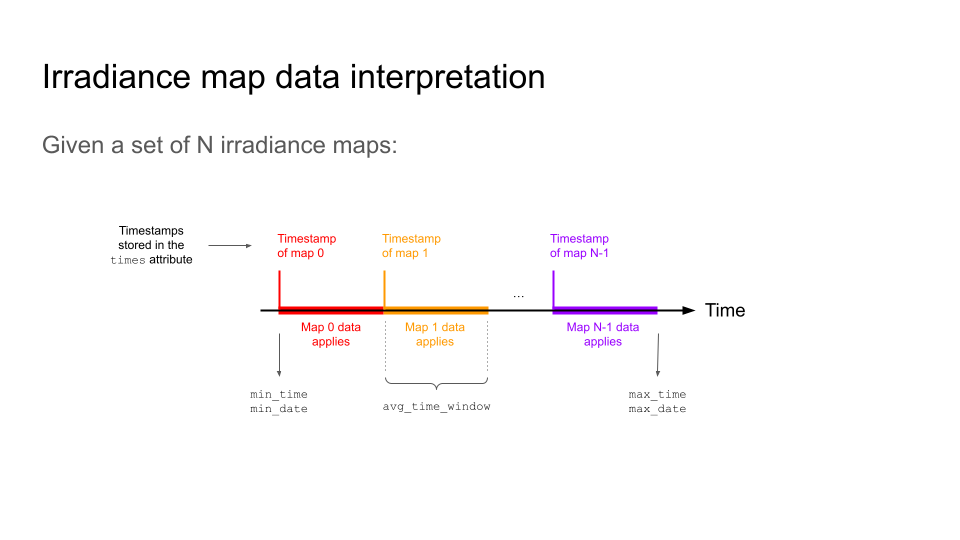 Irradiance map data interpretation
Given a set of N irradiance maps:
Timestamps
stored in the
times attribute
Timestamp
of map 0
Timestamp
of map 1
Timestamp
of map N-1
...
Time
Map 0 data
applies
Map 1 data
applies
Map N-1 data
applies
min_time
min_date
avg_time_window
max_time
max_date